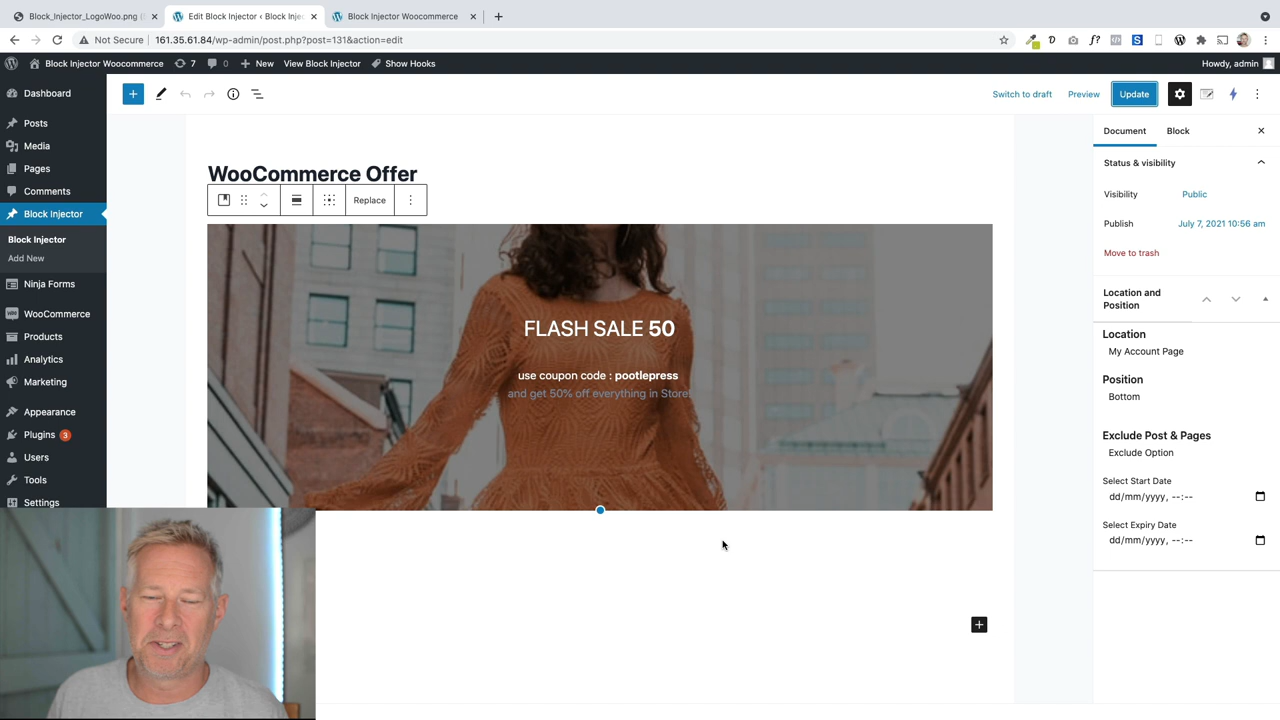 Block_Injector_LogoWoo.png (
Edit Block Injector ‹ Block Injec
Block Injector Woocommerce
Not Secure
161.35.61.84/wp-admin/post.php?post=131&action=edit
Block Injector Woocommerce
7
0
New
View Block Injector
Show Hooks
Howdy, admin
Dashboard
Posts
Media
Pages
Comments
Block Injector
Block Injector
Add New
Ninja Forms
WooCommerce
Products
Analytics
Marketing
Appearance
Plugins 3
Users
Tools
Settings
Switch to draft
Preview
Update
WooCommerce Offer
Replace
FLASH SALE 50
use coupon code : pootlepress
and get 50% off everything in Store!
Document
Block
Status & visibility
Visibility
Public
Publish
July 7, 2021 10:56 am
Move to trash
Location and
Position
Location
My Account Page
Position
Bottom
Exclude Post & Pages
Exclude Option
Select Start Date
dd/mm/yyyy, --:--
Select Expiry Date
dd/mm/yyyy, --:--